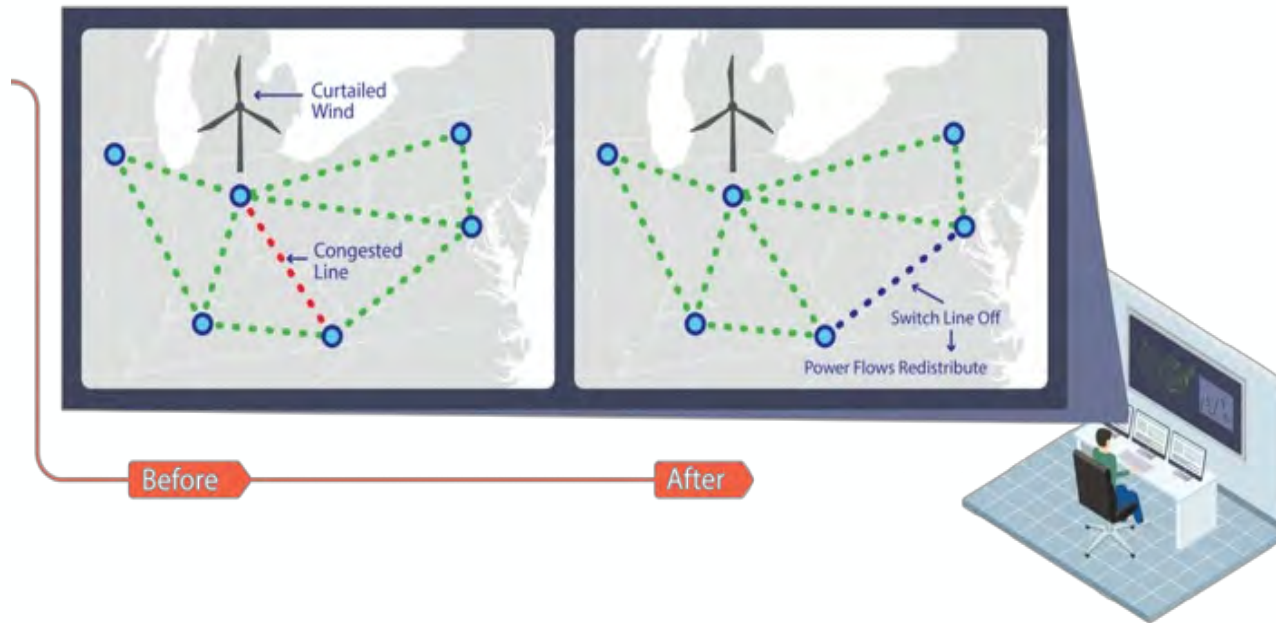 Curtailed
Wind
Congested
Line
Switch Line Off
Power Flows Redistribute
Before
After